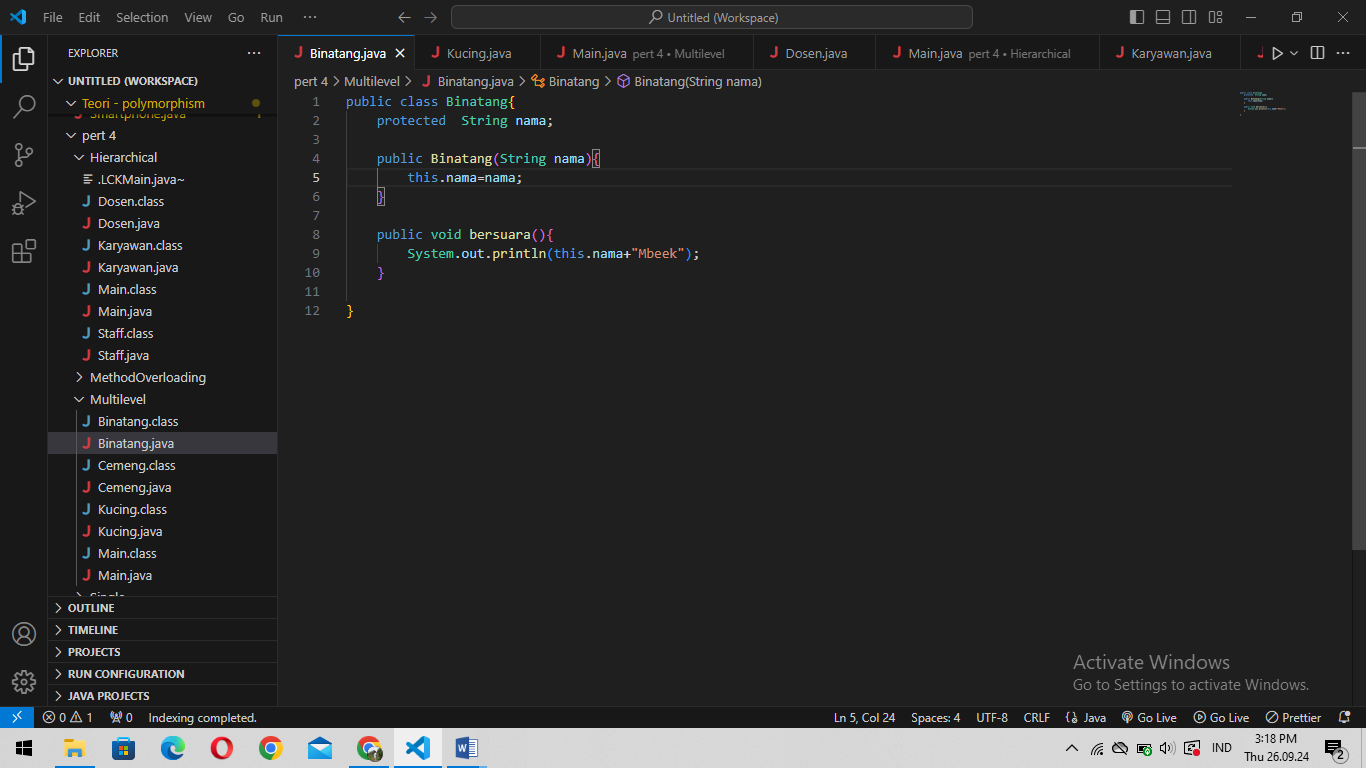 File Edit Selection View Go Run ··· Untitled (Workspace)
EXPLORER ···
Binatang.java Kucing.java Main.java pert 4 • Multilevel Dosen.java Main.java pert 4 • Hierarchical Karyawan.java ···
UNTITLED (WORKSPACE)
Teori - polymorphism
Smartphone.java
pert 4
Hierarchical
.LCKMain.java~
Dosen.class
Dosen.java
Karyawan.class
Karyawan.java
Main.class
Main.java
Staff.class
Staff.java
MethodOverloading
Multilevel
Binatang.class
Binatang.java
Cemeng.class
Cemeng.java
Kucing.class
Kucing.java
Main.class
Main.java
OUTLINE
TIMELINE
PROJECTS
RUN CONFIGURATION
JAVA PROJECTS
pert 4 > Multilevel > Binatang.java > Binatang > Binatang(String nama)
1 public class Binatang{
2 protected  String nama;
3
4 public Binatang(String nama){
5 this.nama=nama;
6 }
7
8 public void bersuara(){
9 System.out.println(this.nama+"Mbeek");
10 }
11
12 }
Activate Windows
Go to Settings to activate Windows.
0 1 0 Indexing completed. Ln 5, Col 24 Spaces: 4 UTF-8 CRLF Java Go Live Go Live Prettier
IND
3:18 PM
Thu 26.09.24
2